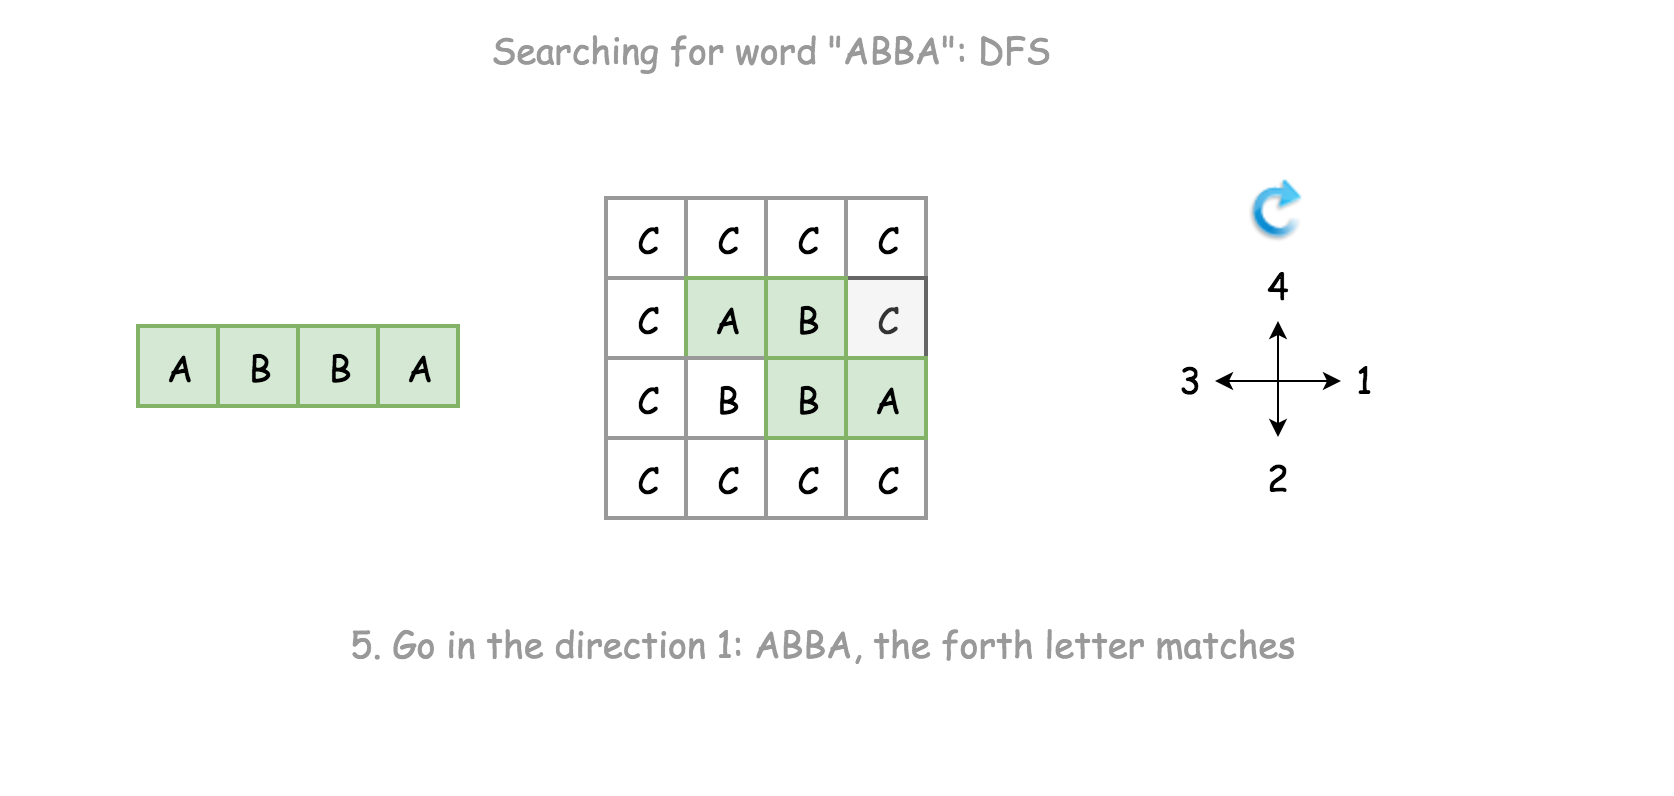 Searching for word "ABBA": DFS
A B B A
C C C C
C A B C
C B B A
C C C C
4
3 1
2
5. Go in the direction 1: ABBA, the forth letter matches